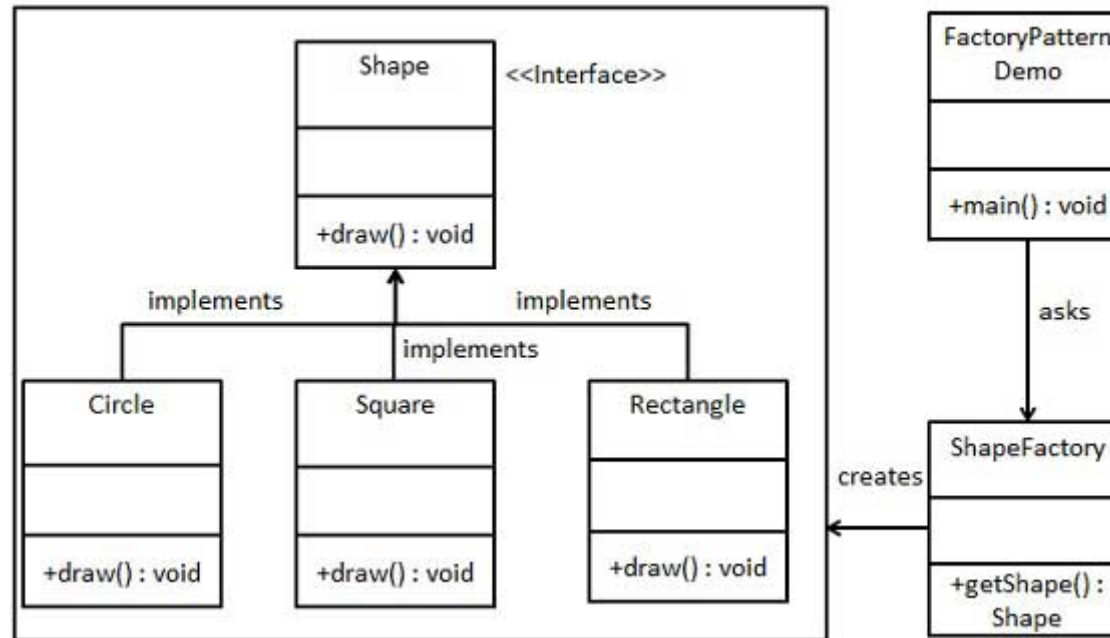 Shape
<<Interface>>
+draw() : void
implements
implements
implements
Circle
+draw() : void
Square
+draw() : void
Rectangle
+draw() : void
FactoryPattern
Demo
+main() : void
asks
ShapeFactory
+getShape() :
Shape
creates